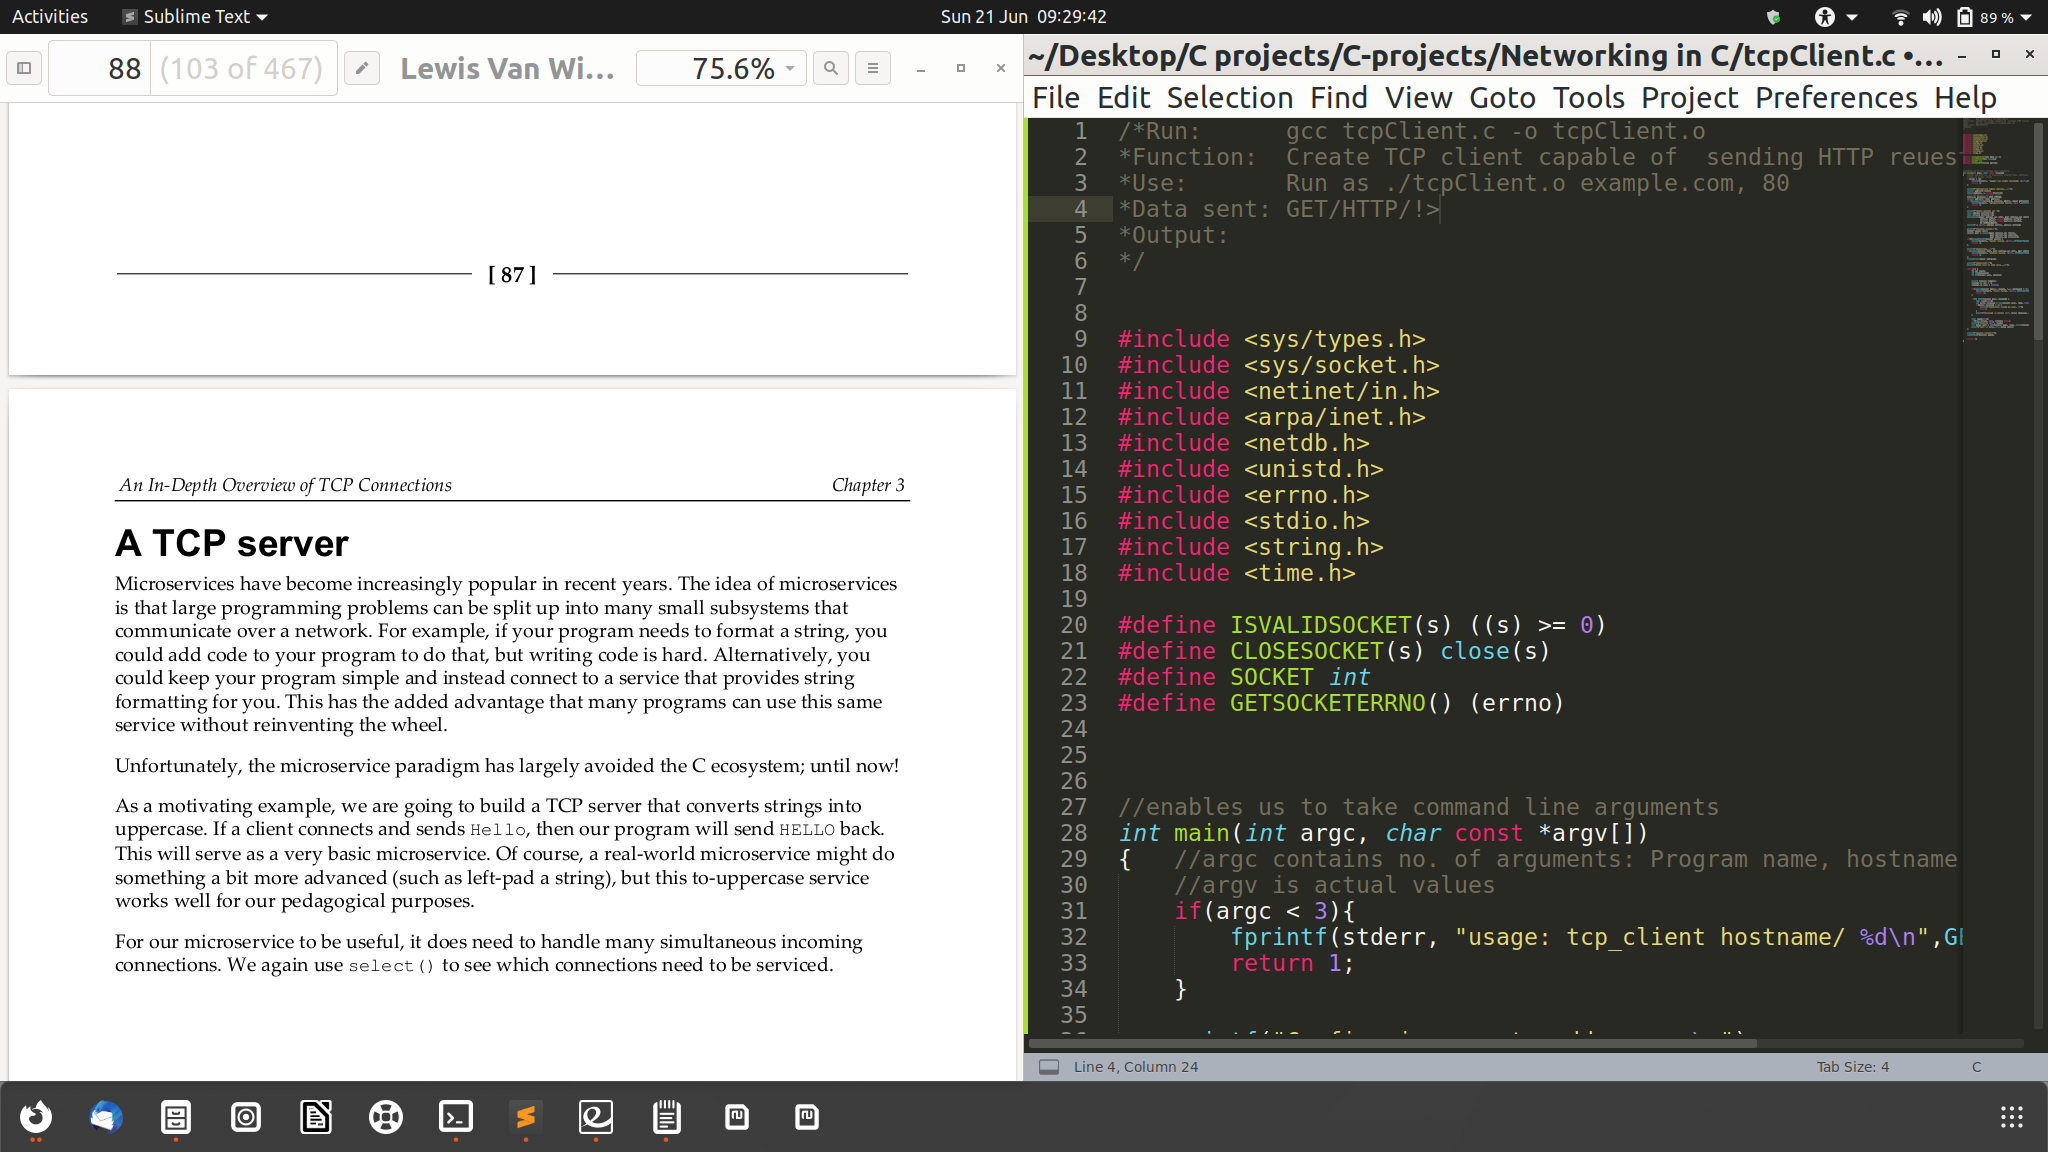 Activities Sublime Text Sun 21 Jun 09:29:42 89 %
88 (103 of 467) Lewis Van Wi... 75.6%
[ 87 ]
An In-Depth Overview of TCP Connections Chapter 3
A TCP server
Microservices have become increasingly popular in recent years. The idea of microservices
is that large programming problems can be split up into many small subsystems that
communicate over a network. For example, if your program needs to format a string, you
could add code to your program to do that, but writing code is hard. Alternatively, you
could keep your program simple and instead connect to a service that provides string
formatting for you. This has the added advantage that many programs can use this same
service without reinventing the wheel.
Unfortunately, the microservice paradigm has largely avoided the C ecosystem; until now!
As a motivating example, we are going to build a TCP server that converts strings into
uppercase. If a client connects and sends Hello, then our program will send HELLO back.
This will serve as a very basic microservice. Of course, a real-world microservice might do
something a bit more advanced (such as left-pad a string), but this to-uppercase service
works well for our pedagogical purposes.
For our microservice to be useful, it does need to handle many simultaneous incoming
connections. We again use select() to see which connections need to be serviced.
~/Desktop/C projects/C-projects/Networking in C/tcpClient.c •...
File Edit Selection Find View Goto Tools Project Preferences Help
1 /*Run: gcc tcpClient.c -o tcpClient.o
2 *Function: Create TCP client capable of sending HTTP reues
3 *Use: Run as ./tcpClient.o example.com, 80
4 *Data sent: GET/HTTP/!>
5 *Output:
6 */
7
8
9 #include <sys/types.h>
10 #include <sys/socket.h>
11 #include <netinet/in.h>
12 #include <arpa/inet.h>
13 #include <netdb.h>
14 #include <unistd.h>
15 #include <errno.h>
16 #include <stdio.h>
17 #include <string.h>
18 #include <time.h>
19
20 #define ISVALIDSOCKET(s) ((s) >= 0)
21 #define CLOSESOCKET(s) close(s)
22 #define SOCKET int
23 #define GETSOCKETERRNO() (errno)
24
25
26
27 //enables us to take command line arguments
28 int main(int argc, char const *argv[])
29 { //argc contains no. of arguments: Program name, hostname
30 //argv is actual values
31 if(argc < 3){
32 fprintf(stderr, "usage: tcp_client hostname/ %d\n",GE
33 return 1;
34 }
35
Line 4, Column 24 Tab Size: 4 C